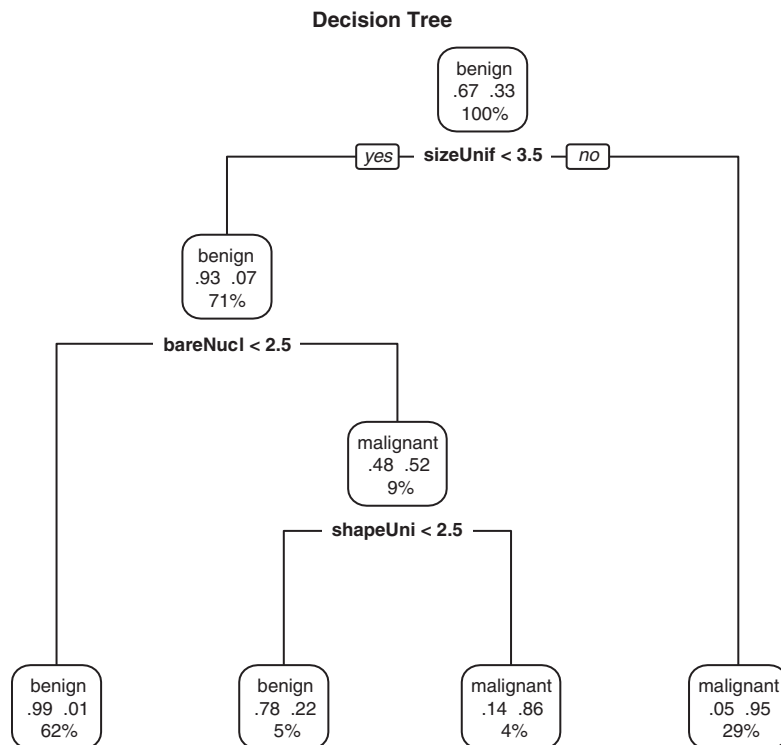 Decision Tree
benign
.67 .33
100%
yes sizeUnif < 3.5 no
benign
.93 .07
71%
bareNucl < 2.5
malignant
.48 .52
9%
shapeUni < 2.5
benign
.99 .01
62%
benign
.78 .22
5%
malignant
.14 .86
4%
malignant
.05 .95
29%